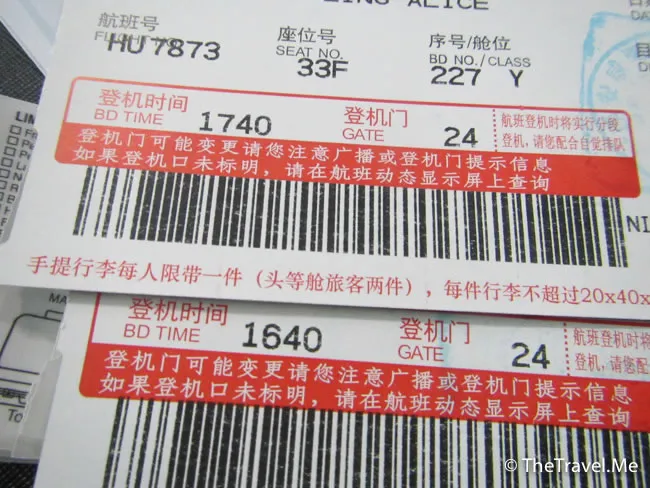 LING ALICE
航班号
FLIGHT NO.
HU7873
座位号
SEAT NO.
33F
序号/舱位
BD NO./CLASS
227 Y
登机时间
BD TIME
1740
登机门
GATE
24
航班登机时将实行分段
登机，请您配合自觉排队
登机门可能变更请您注意广播或登机门提示信息
如果登机口未标明，请在航班动态显示屏上查询
手提行李每人限带一件（头等舱旅客两件），每件行李不超过20x40x
登机时间
BD TIME
1640
登机门
GATE
24
航班登机时将
登机，请您配
登机门可能变更请您注意广播或登机门提示信息
如果登机口未标明，请在航班动态显示屏上查询
© TheTravel.Me